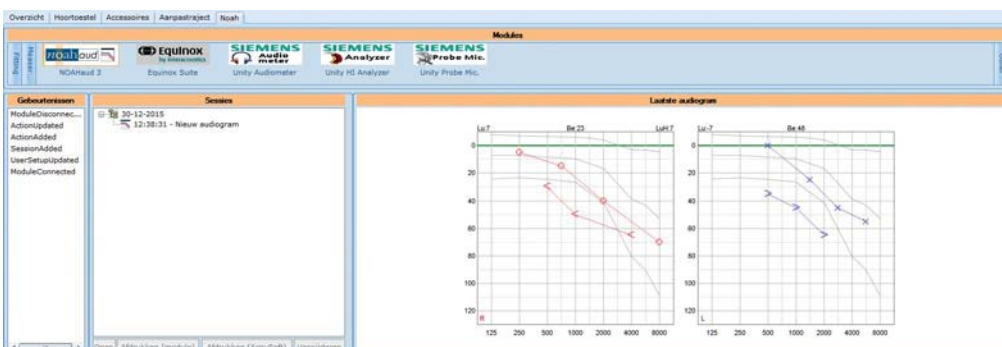 Overzicht Hoortoestel Accessoires Aanpastraject Noah
Modules
Fitting
noahaud
EQUINOX
by interacoustics
SIEMENS
Audio
meter
SIEMENS
Analyzer
SIEMENS
Probe Mic.
NOAHaud 3 Equinox Suite Unity Audiometer Unity HI Analyzer Unity Probe Mic.
Gebeurtenissen Sessies Laatste audiogram
ModuleDisconnec...
ActionUpdated
ActionAdded
SessionAdded
UserSetupUpdated
ModuleConnected
30-12-2015
12:38:31 - Nieuw audiogram
Lu:7 Be:23 LuH:7
0
20
40
60
80
100
120
R
125 250 500 1000 2000 4000 8000
Lu:-7 Be:48
0
20
40
60
80
100
120
L
125 250 500 1000 2000 4000 8000